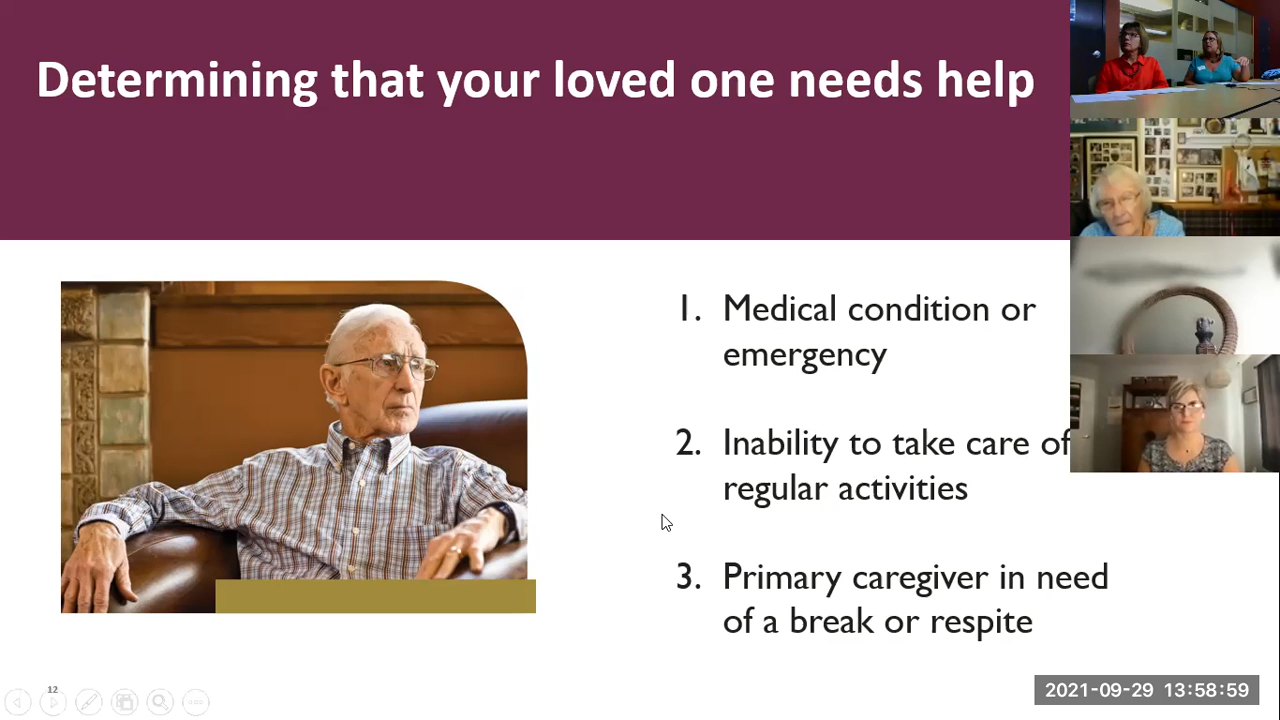 Determining that your loved one needs help
1. Medical condition or
emergency
2. Inability to take care of
regular activities
3. Primary caregiver in need
of a break or respite
12
2021-09-29 13:58:59